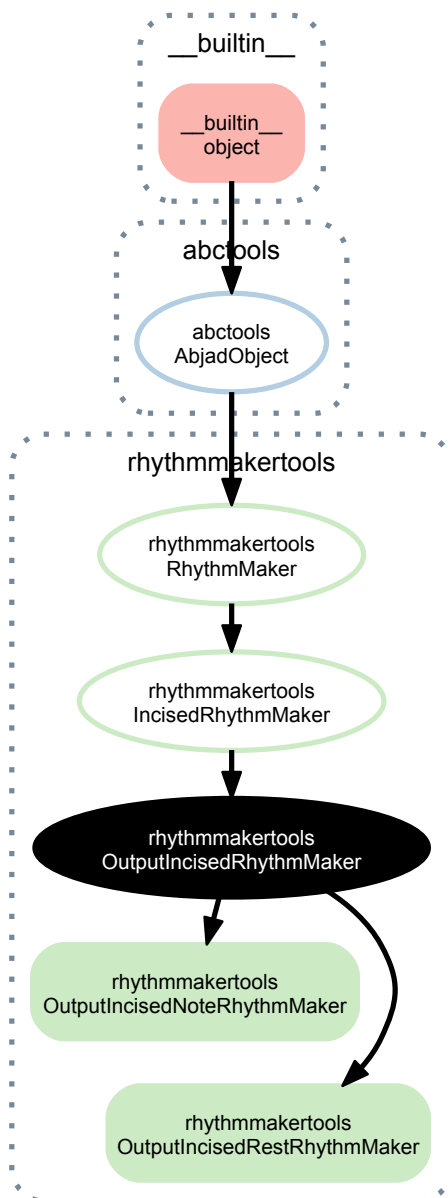 __builtin__
__builtin__
object
abctools
abctools
AbjadObject
rhythmmakertools
rhythmmakertools
RhythmMaker
rhythmmakertools
IncisedRhythmMaker
rhythmmakertools
OutputIncisedRhythmMaker
rhythmmakertools
OutputIncisedNoteRhythmMaker
rhythmmakertools
OutputIncisedRestRhythmMaker